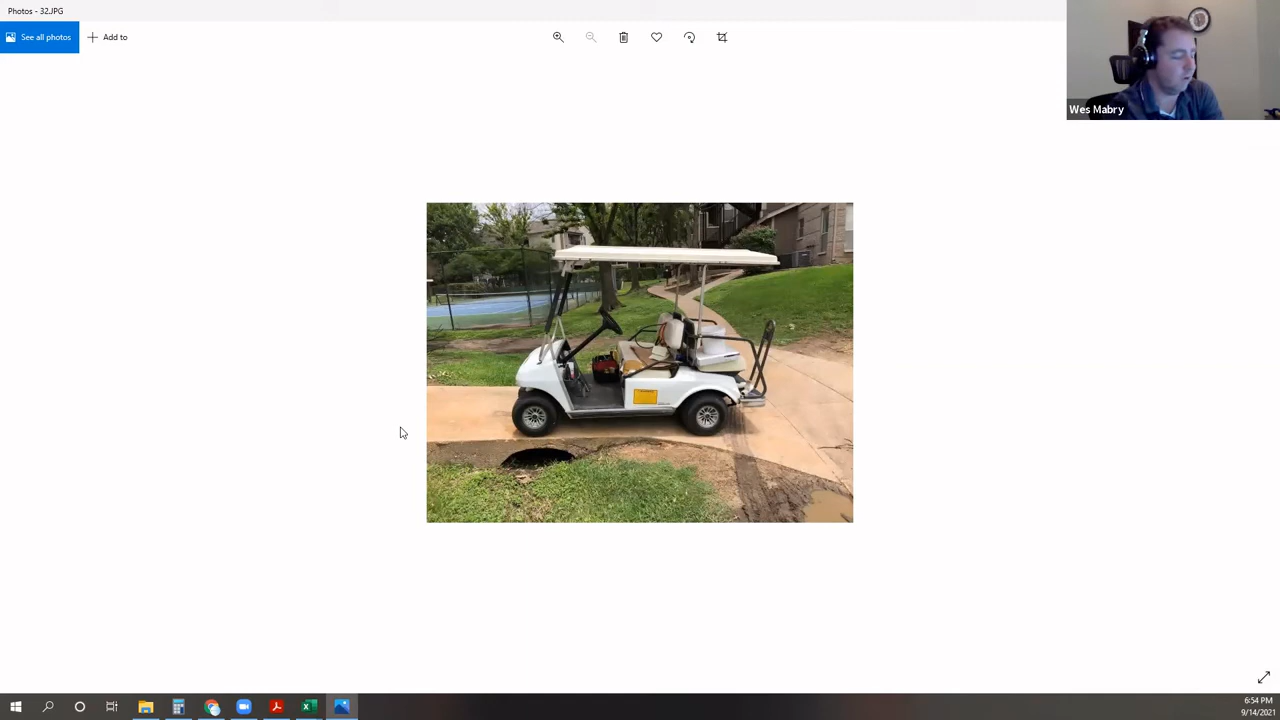 Photos - 32.JPG
See all photos
Add to
Wes Mabry
6:54 PM
9/14/2021